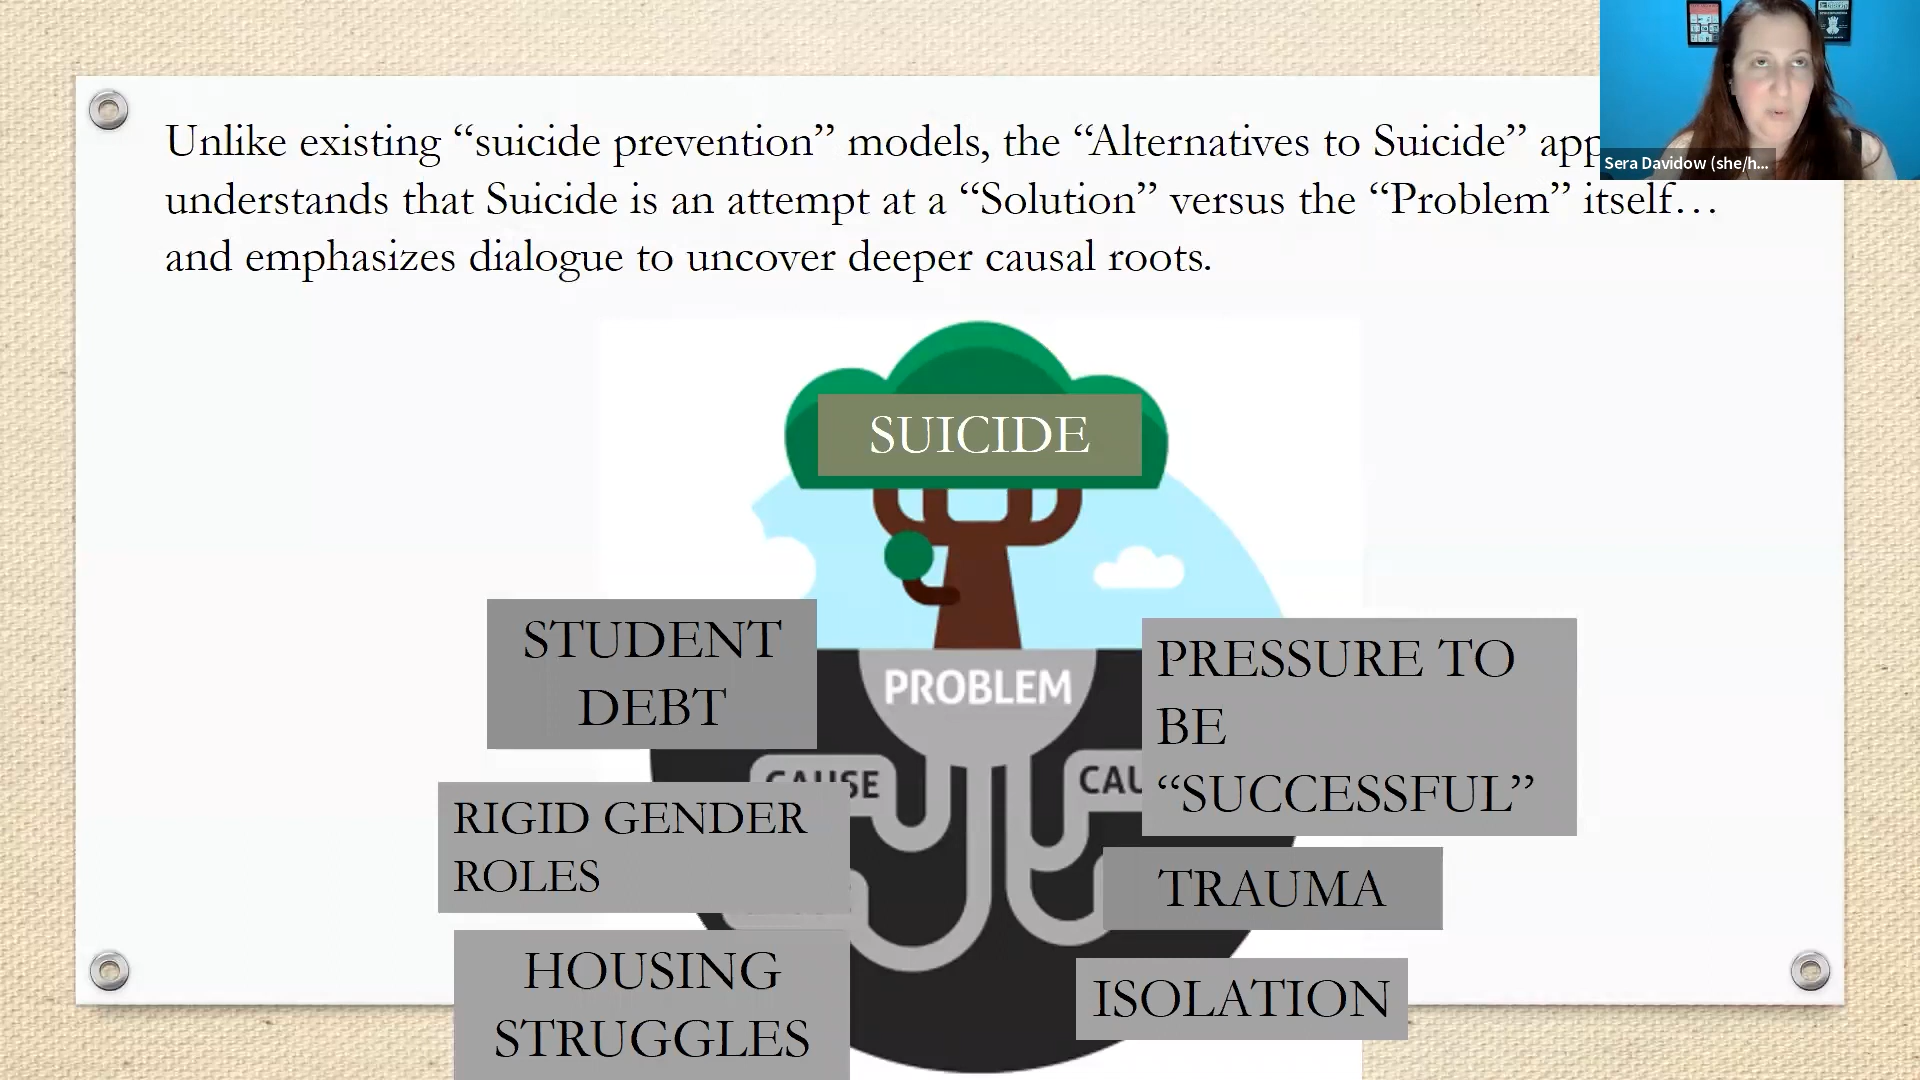 Unlike existing “suicide prevention” models, the “Alternatives to Suicide” app
Sera Davidow (she/h...
understands that Suicide is an attempt at a “Solution” versus the “Problem” itself…
and emphasizes dialogue to uncover deeper causal roots.
SUICIDE
STUDENT
DEBT
PROBLEM
PRESSURE TO
BE
“SUCCESSFUL”
CAUSE
CAU
RIGID GENDER
ROLES
TRAUMA
HOUSING
STRUGGLES
ISOLATION